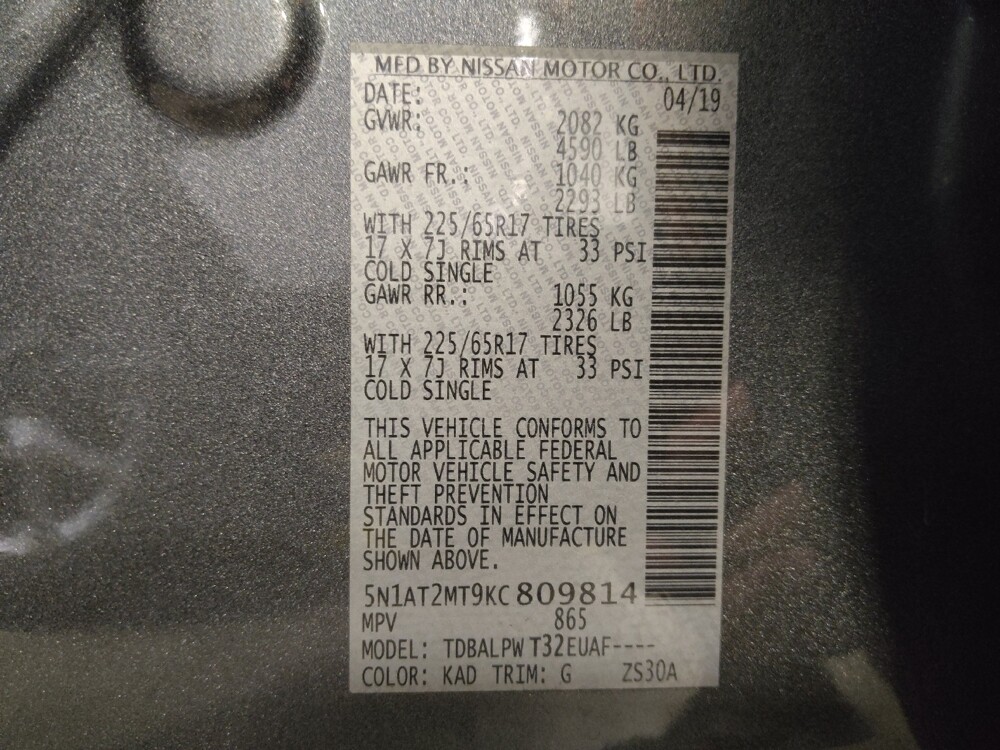 MFD BY NISSAN MOTOR CO., LTD.
DATE: 04/19
GVWR: 2082 KG
4590 LB
GAWR FR.: 1040 KG
2293 LB
WITH 225/65R17 TIRES
17 X 7J RIMS AT 33 PSI
COLD SINGLE
GAWR RR.: 1055 KG
2326 LB
WITH 225/65R17 TIRES
17 X 7J RIMS AT 33 PSI
COLD SINGLE
THIS VEHICLE CONFORMS TO
ALL APPLICABLE FEDERAL
MOTOR VEHICLE SAFETY AND
THEFT PREVENTION
STANDARDS IN EFFECT ON
THE DATE OF MANUFACTURE
SHOWN ABOVE.
5N1AT2MT9KC 809814
MPV 865
MODEL: TDBALPW T32EUAF----
COLOR: KAD TRIM: G ZS30A